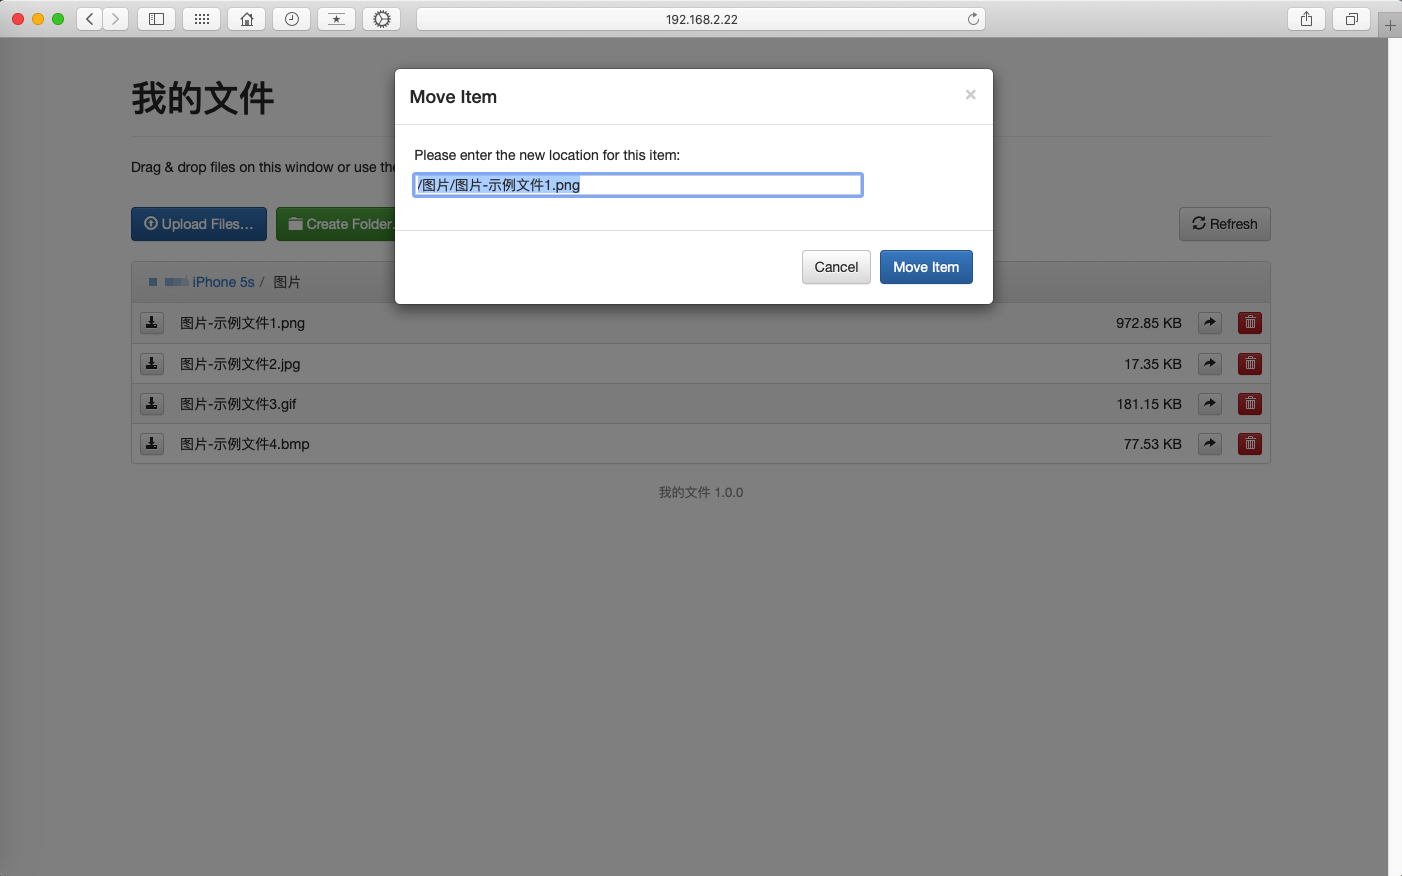 192.168.2.22
我的文件
Move Item
×
Drag & drop files on this window or use the
Please enter the new location for this item:
/图片/图片-示例文件1.png
Upload Files…
Create Folder
Refresh
Cancel
Move Item
iPhone 5s / 图片
图片-示例文件1.png 972.85 KB
图片-示例文件2.jpg 17.35 KB
图片-示例文件3.gif 181.15 KB
图片-示例文件4.bmp 77.53 KB
我的文件 1.0.0